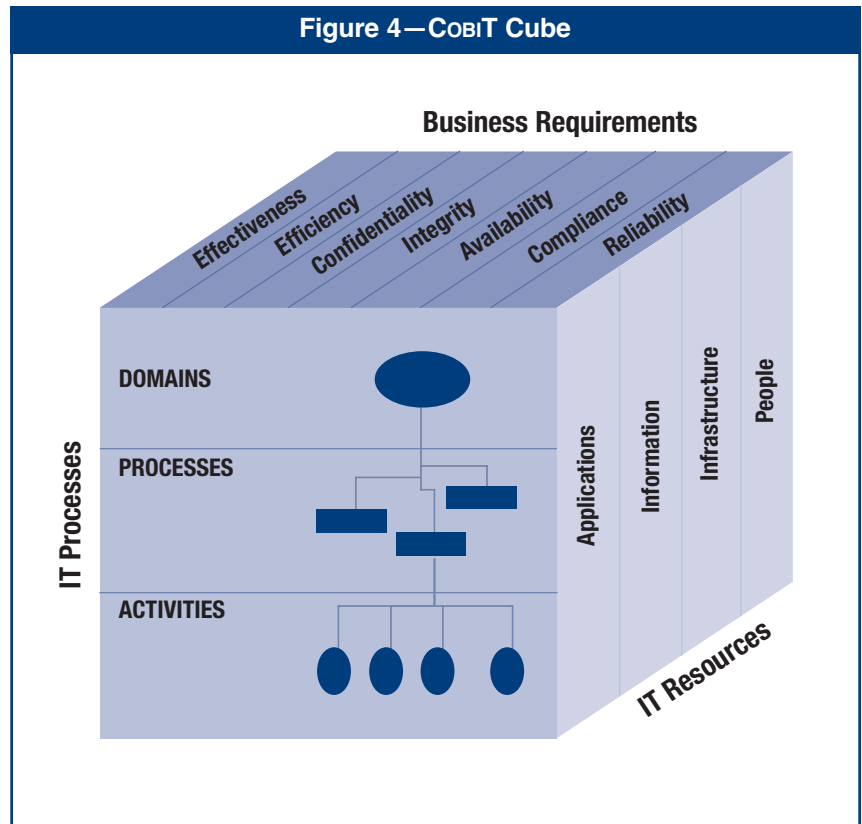 Figure 4—COBIT Cube
Business Requirements
Effectiveness
Efficiency
Confidentiality
Integrity
Availability
Compliance
Reliability
IT Processes
DOMAINS
PROCESSES
ACTIVITIES
Applications
Information
Infrastructure
People
IT Resources